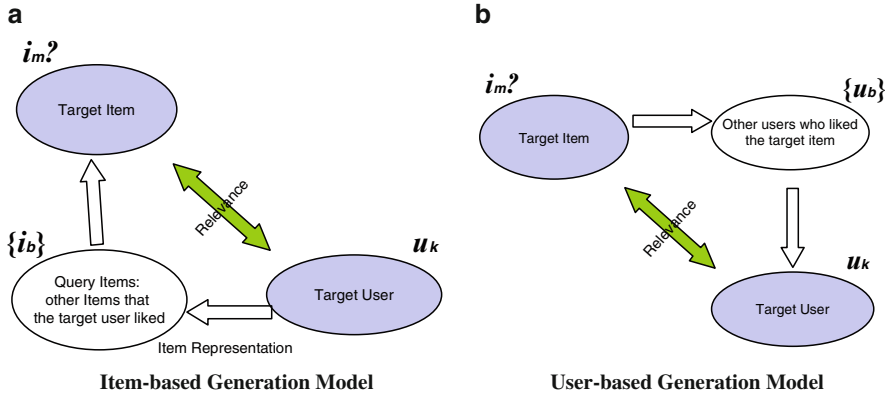 a
i_m?
Target Item
Relevance
{i_b}
u_k
Query Items:
other Items that
the target user liked
Target User
Item Representation
Item-based Generation Model
b
i_m?
{u_b}
Target Item
Other users who liked
the target item
Relevance
u_k
Target User
User-based Generation Model